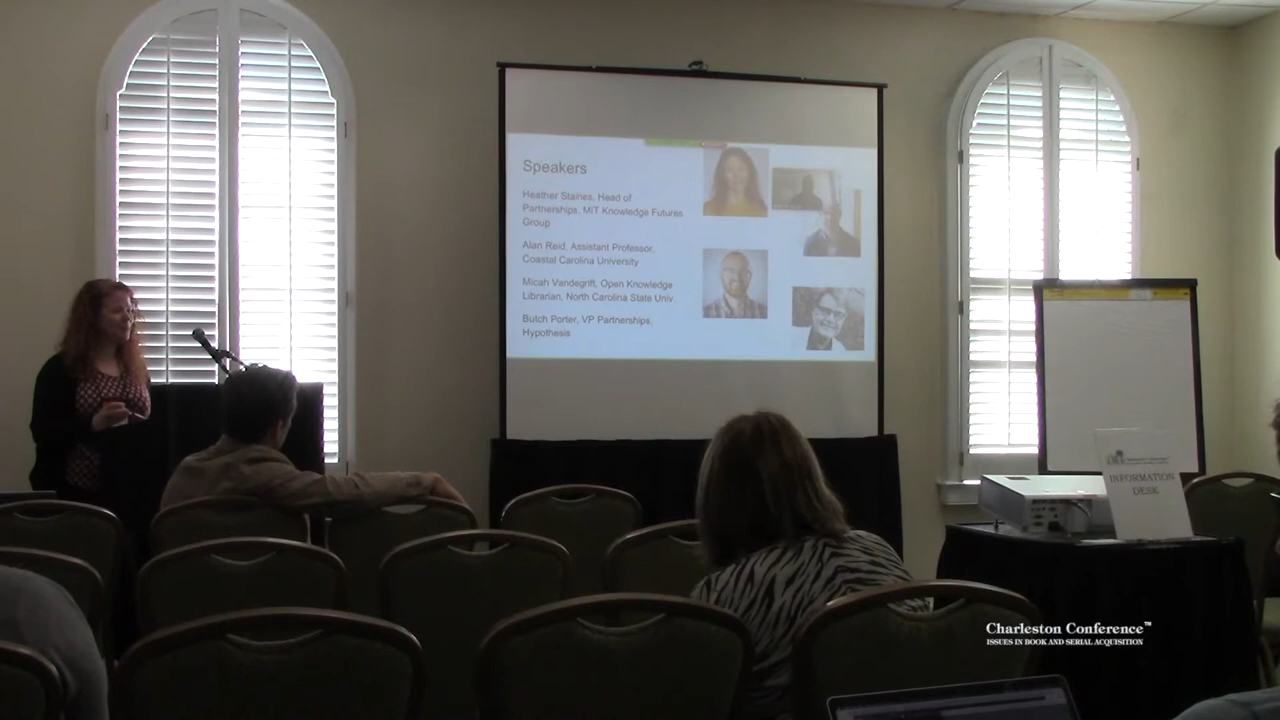 Speakers
Heather Staines, Head of
Partnerships, MIT Knowledge Futures
Group
Alan Reid, Assistant Professor,
Coastal Carolina University
Micah Vandegrift, Open Knowledge
Librarian, North Carolina State Univ.
Butch Porter, VP Partnerships,
Hypothesis
INFORMATION
DESK
Charleston Conference™
ISSUES IN BOOK AND SERIAL ACQUISITION